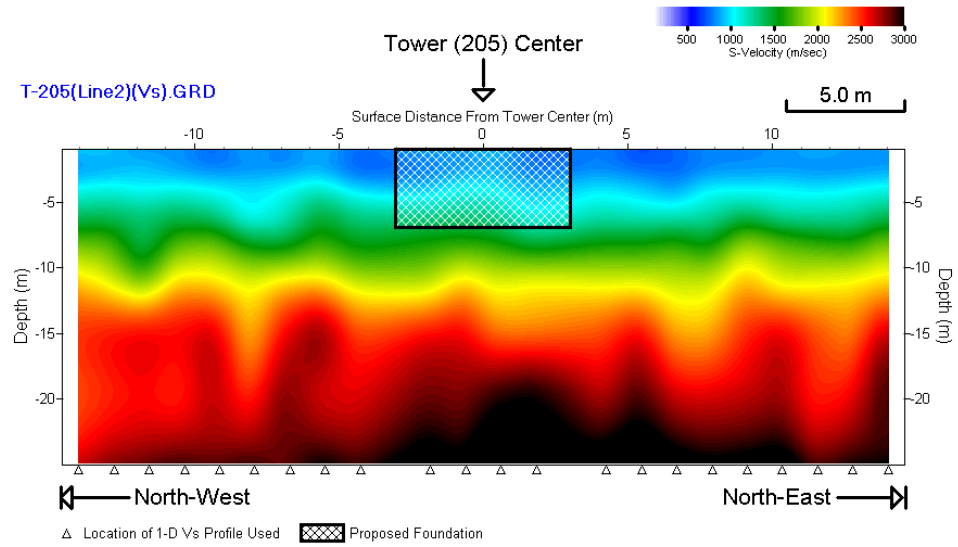 500 1000 1500 2000 2500 3000
S-Velocity (m/sec)
Tower (205) Center
T-205(Line2)(Vs).GRD
5.0 m
Surface Distance From Tower Center (m)
-10 -5 0 5 10
-5 -5
-10 -10
-15 -15
-20 -20
Depth (m)
Depth (m)
North-West North-East
Location of 1-D Vs Profile Used Proposed Foundation